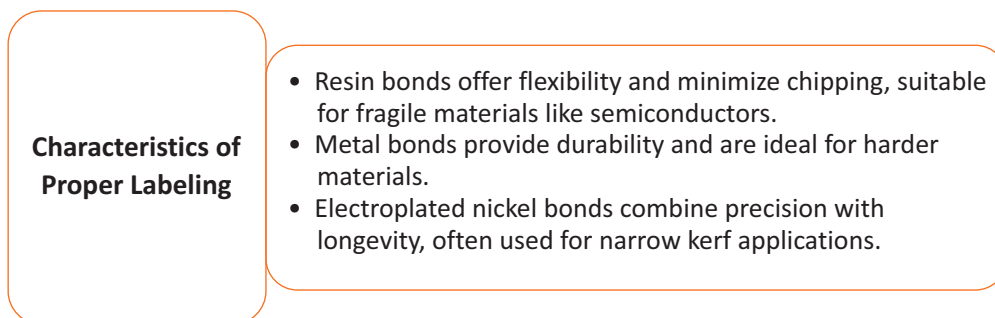 Characteristics of
Proper Labeling
• Resin bonds offer flexibility and minimize chipping, suitable
for fragile materials like semiconductors.
• Metal bonds provide durability and are ideal for harder
materials.
• Electroplated nickel bonds combine precision with
longevity, often used for narrow kerf applications.